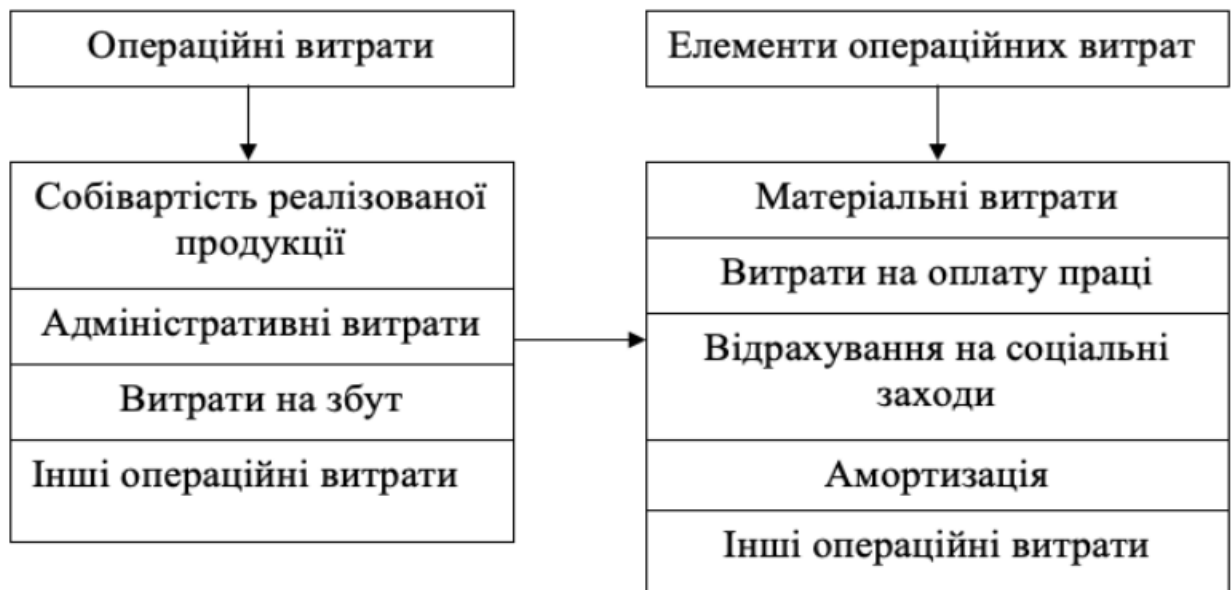 Операційні витрати
Собівартість реалізованої
продукції
Адміністративні витрати
Витрати на збут
Інші операційні витрати
Елементи операційних витрат
Матеріальні витрати
Витрати на оплату праці
Відрахування на соціальні
заходи
Амортизація
Інші операційні витрати